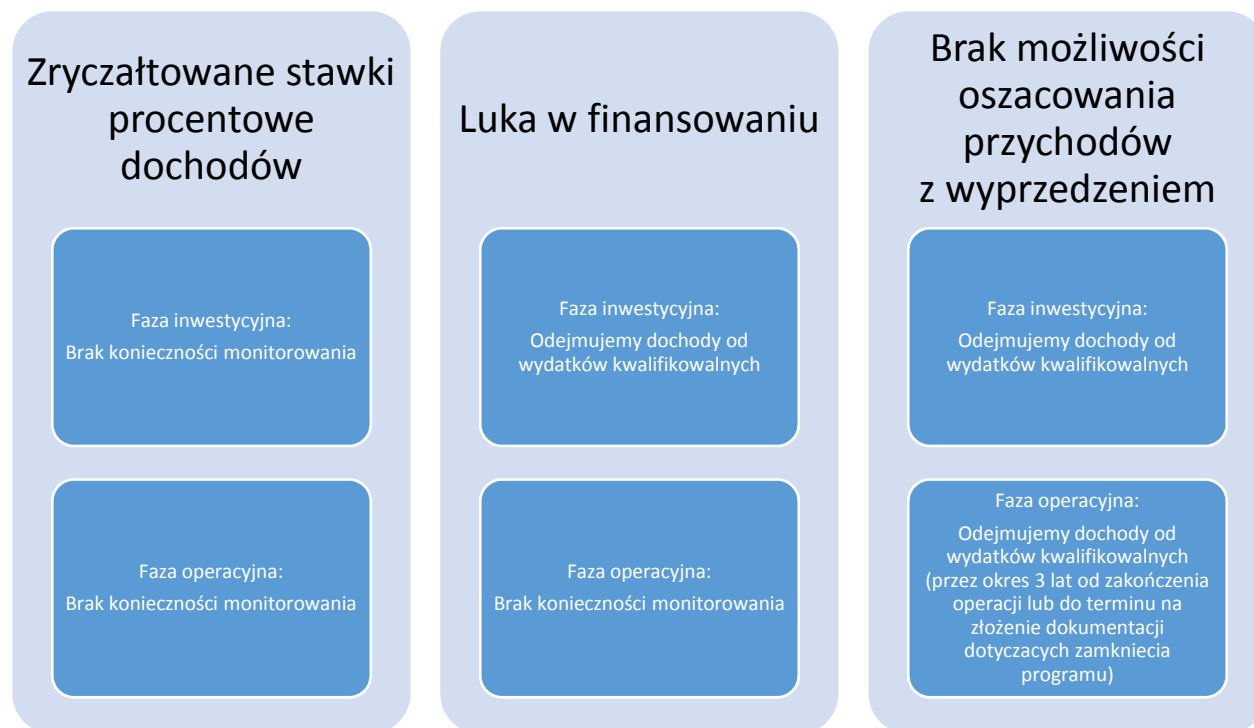 Zryczałtowane stawki
procentowe
dochodów
Faza inwestycyjna:
Brak konieczności monitorowania
Faza operacyjna:
Brak konieczności monitorowania
Luka w finansowaniu
Faza inwestycyjna:
Odejmujemy dochody od
wydatków kwalifikowalnych
Faza operacyjna:
Brak konieczności monitorowania
Brak możliwości
oszacowania
przychodów
z wyprzedzeniem
Faza inwestycyjna:
Odejmujemy dochody od
wydatków kwalifikowalnych
Faza operacyjna:
Odejmujemy dochody od
wydatków kwalifikowalnych
(przez okres 3 lat od zakończenia
operacji lub do terminu na
złożenie dokumentacji
dotyczacych zamkniecia
programu)